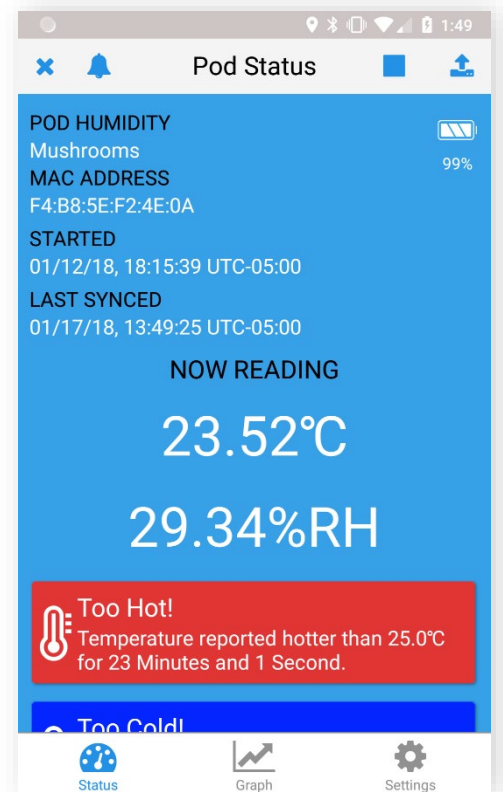 1:49
Pod Status
POD HUMIDITY
Mushrooms
99%
MAC ADDRESS
F4:B8:5E:F2:4E:0A
STARTED
01/12/18, 18:15:39 UTC-05:00
LAST SYNCED
01/17/18, 13:49:25 UTC-05:00
NOW READING
23.52°C
29.34%RH
Too Hot!
Temperature reported hotter than 25.0°C
for 23 Minutes and 1 Second.
Too Cold!
Status
Graph
Settings